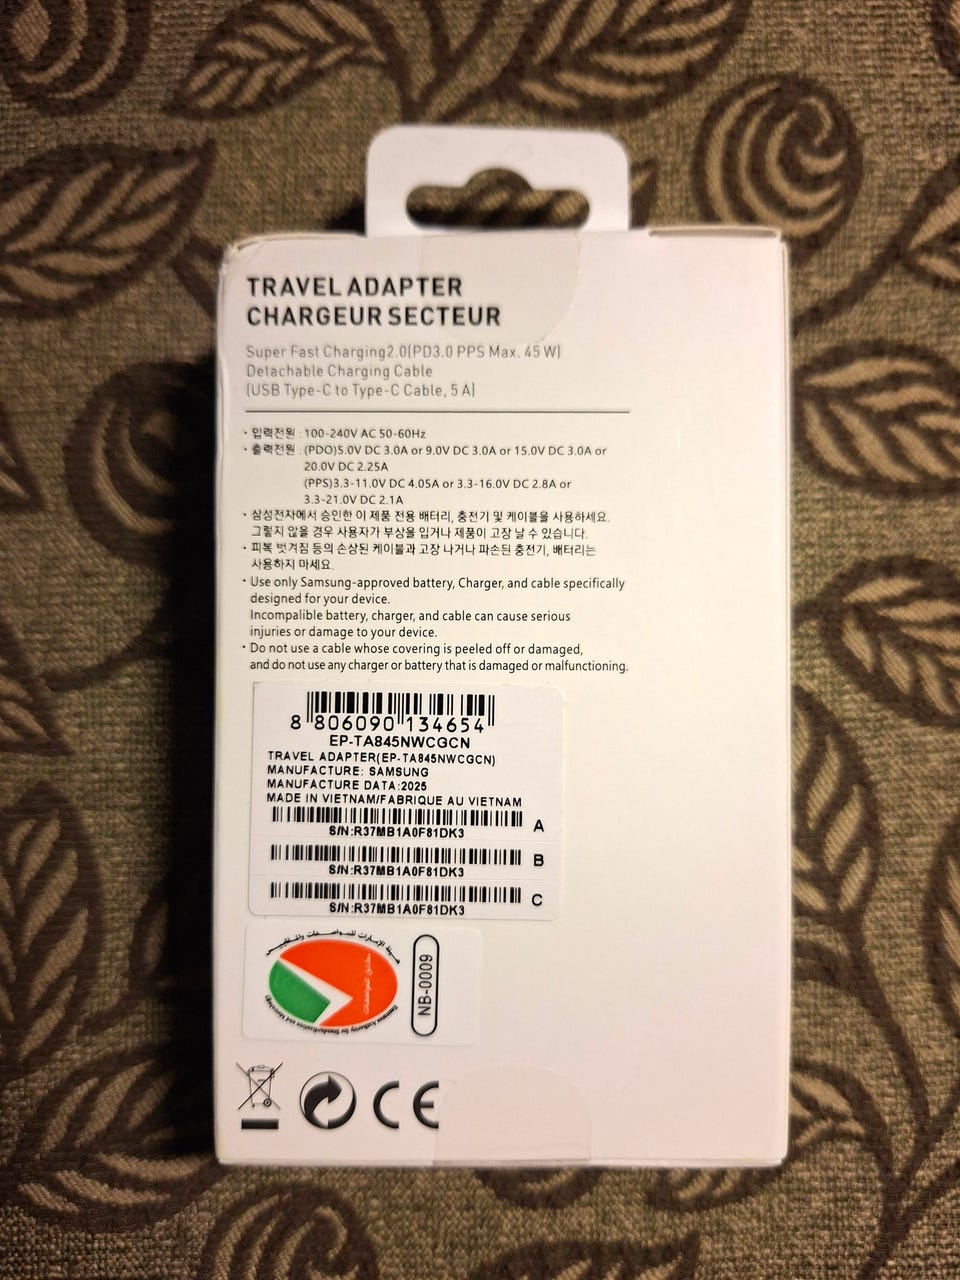 TRAVEL ADAPTER
CHARGEUR SECTEUR
Super Fast Charging2.0(PD3.0 PPS Max. 45 W)
Detachable Charging Cable
(USB Type-C to Type-C Cable, 5 A)
· 입력전원 : 100-240V AC 50-60Hz
· 출력전원 : (PDO)5.0V DC 3.0A or 9.0V DC 3.0A or 15.0V DC 3.0A or
20.0V DC 2.25A
(PPS)3.3-11.0V DC 4.05A or 3.3-16.0V DC 2.8A or
3.3-21.0V DC 2.1A
· 삼성전자에서 승인한 이 제품 전용 배터리, 충전기 및 케이블을 사용하세요.
그렇지 않을 경우 사용자가 부상을 입거나 제품이 고장 날 수 있습니다.
· 피복 벗겨짐 등의 손상된 케이블과 고장 나거나 파손된 충전기, 배터리는
사용하지 마세요.
· Use only Samsung-approved battery, Charger, and cable specifically
designed for your device.
Incompalible battery, charger, and cable can cause serious
injuries or damage to your device.
· Do not use a cable whose covering is peeled off or damaged,
and do not use any charger or battery that is damaged or malfunctioning.
8 806090 134654
EP-TA845NWCGCN
TRAVEL ADAPTER(EP-TA845NWCGCN)
MANUFACTURE: SAMSUNG
MANUFACTURE DATA:2025
MADE IN VIETNAM/FABRIQUE AU VIETNAM
S/N:R37MB1A0F81DK3 A
S/N:R37MB1A0F81DK3 B
S/N:R37MB1A0F81DK3 C
هيئة الإمارات للمواصفات والمقاييس
مطابق للمواصفات
Emirates Authority for Standardization and Metrology
NB-0009
CE